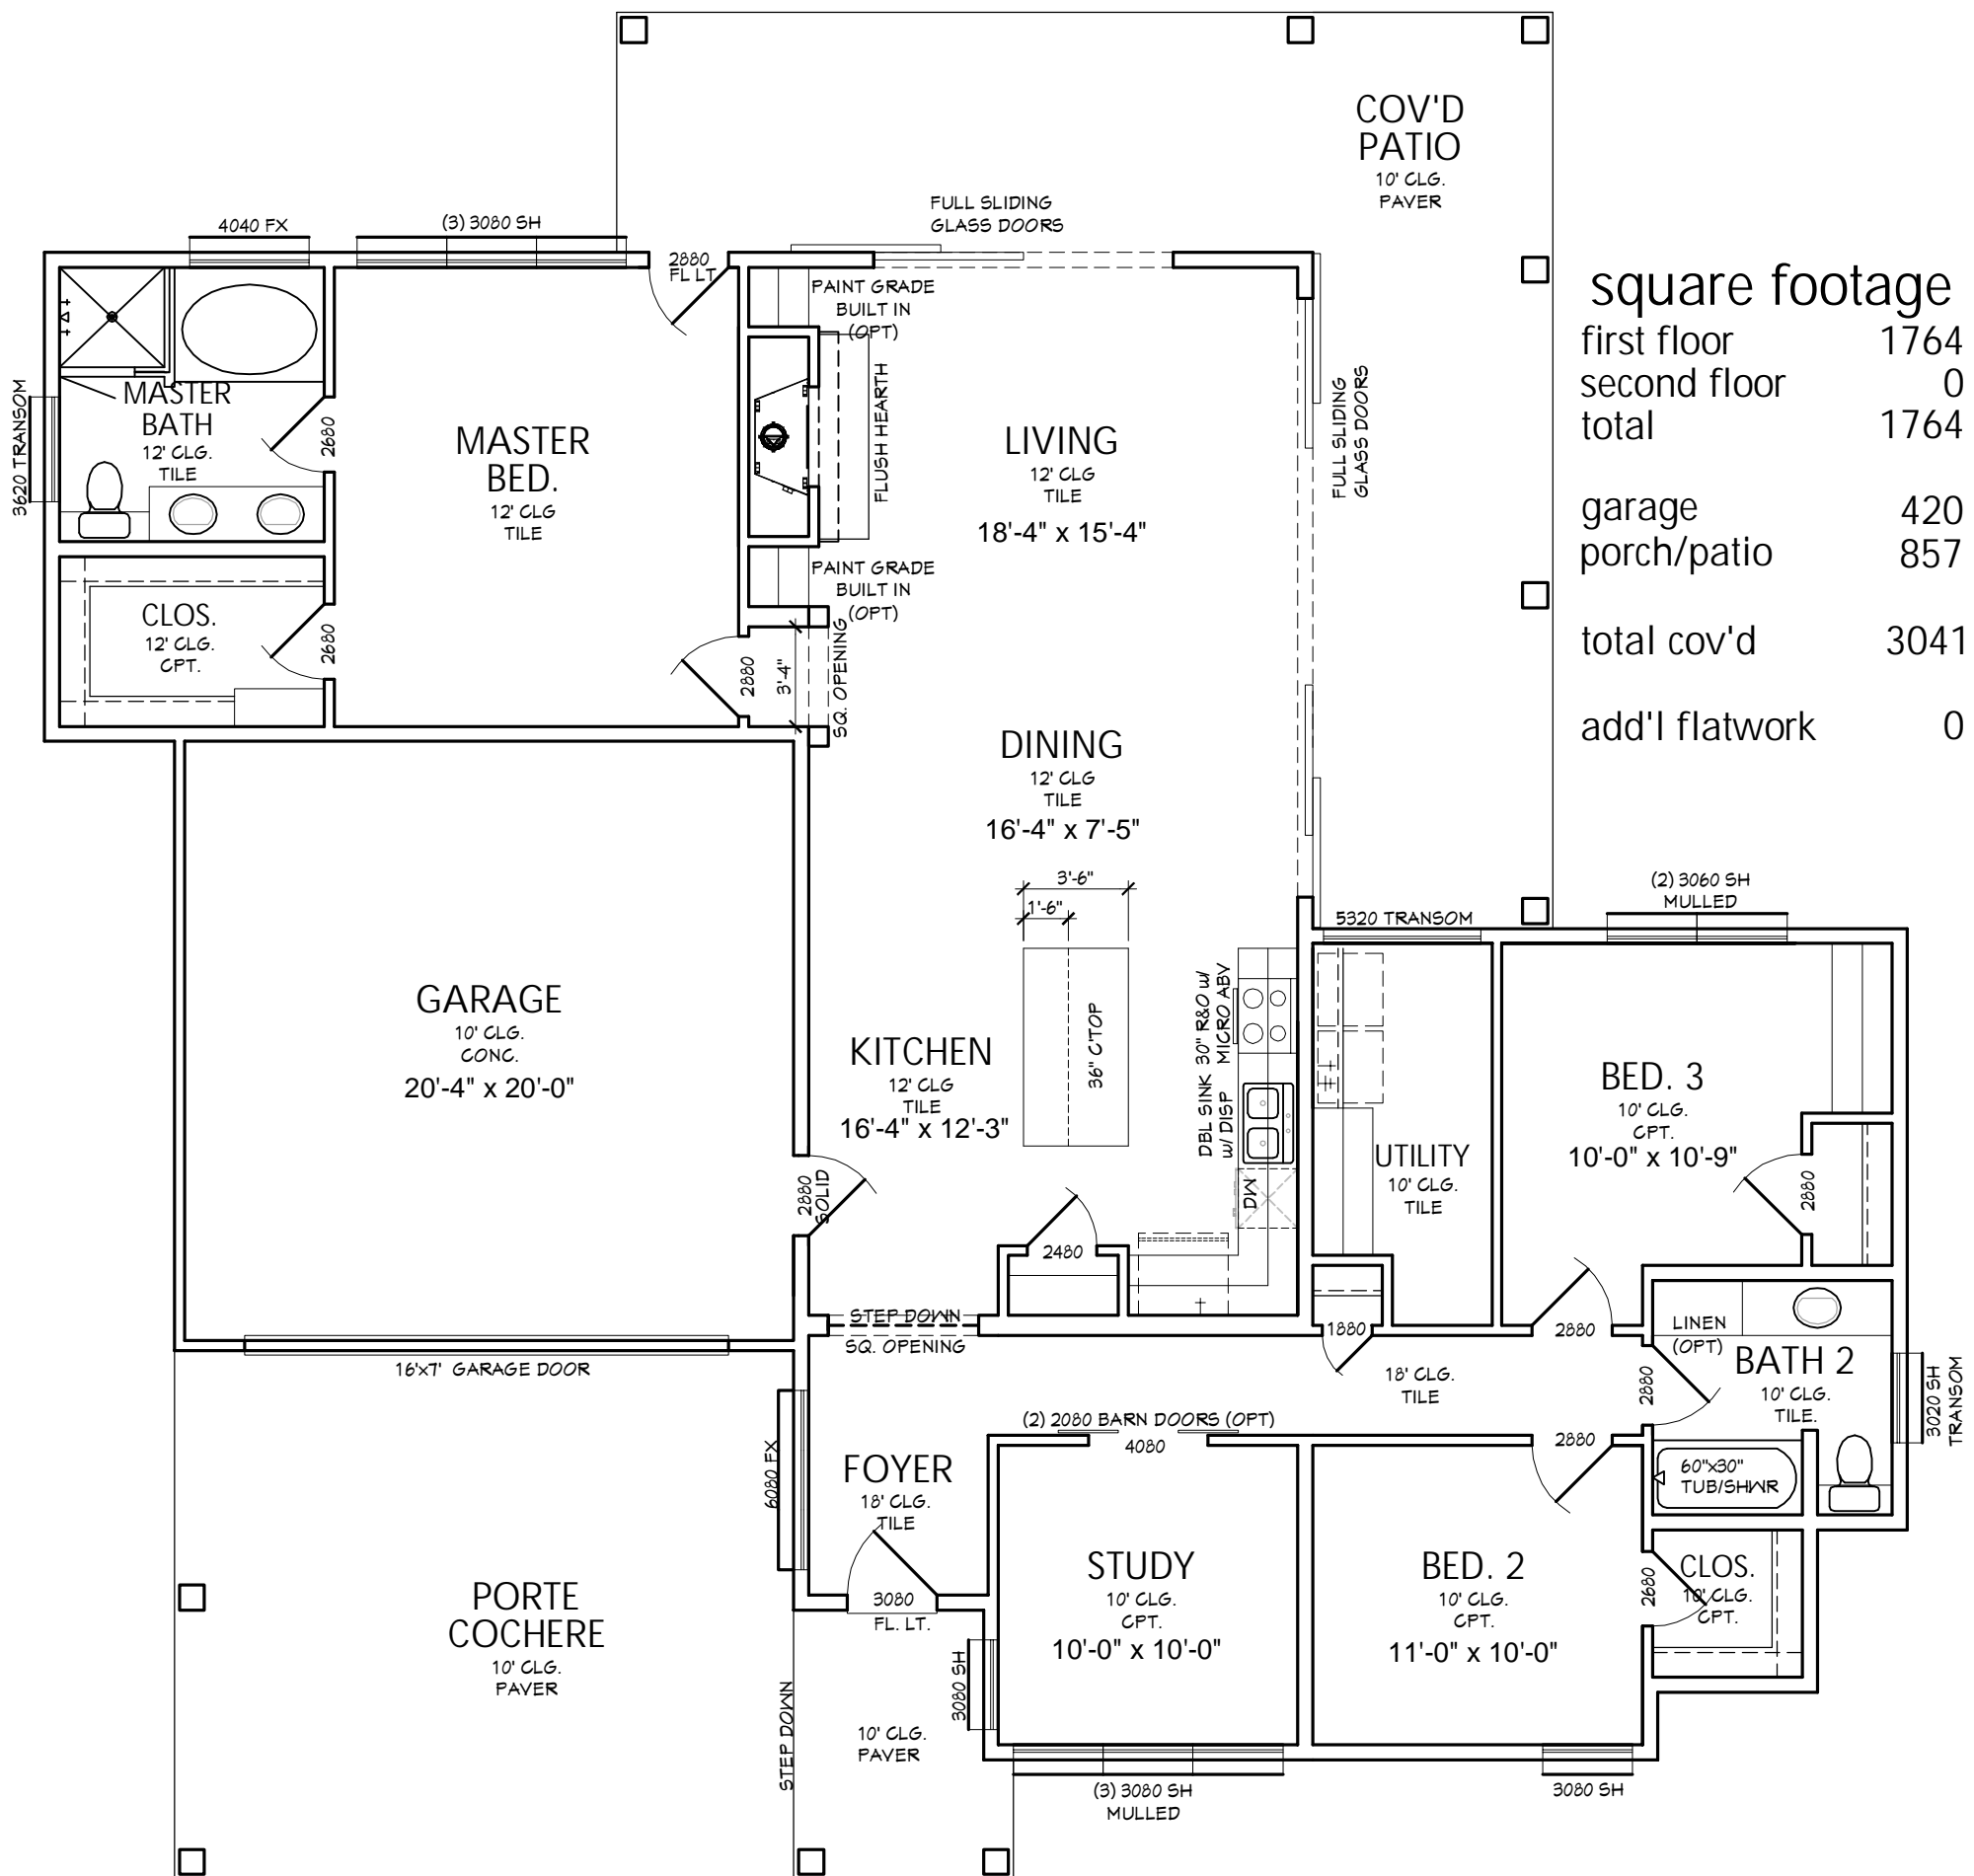 COV'D
PATIO
10' CLG.
PAVER
FULL SLIDING
GLASS DOORS
4040 FX
(3) 3080 SH
2880
FL LT
PAINT GRADE
BUILT IN
(OPT)
square footage
first floor 1764
second floor 0
total 1764
garage 420
porch/patio 857
total cov'd 3041
add'l flatwork 0
3620 TRANSOM
MASTER
BATH
12' CLG.
TILE
2680
MASTER
BED.
12' CLG
TILE
FLUSH HEARTH
LIVING
12' CLG
TILE
18'-4" x 15'-4"
FULL SLIDING
GLASS DOORS
PAINT GRADE
BUILT IN
(OPT)
CLOS.
12' CLG.
CPT.
2680
2880
3'-4"
SQ. OPENING
DINING
12' CLG
TILE
16'-4" x 7'-5"
3'-6"
1'-6"
5320 TRANSOM
(2) 3060 SH
MULLED
GARAGE
10' CLG.
CONC.
20'-4" x 20'-0"
KITCHEN
12' CLG
TILE
16'-4" x 12'-3"
36" C'TOP
30" R&O w/
MICRO ABV
DBL SINK
w/ DISP
DW
UTILITY
10' CLG.
TILE
BED. 3
10' CLG.
CPT.
10'-0" x 10'-9"
2880
2880
SOLID
2480
STEP DOWN
SQ. OPENING
1880
2880
LINEN
(OPT)
BATH 2
10' CLG.
TILE.
2880
3020 SH
TRANSOM
16'x7' GARAGE DOOR
18' CLG.
TILE
(2) 2080 BARN DOORS (OPT)
4080
2880
6080 FX
FOYER
18' CLG.
TILE
60"x30"
TUB/SHWR
3080
FL. LT.
STUDY
10' CLG.
CPT.
10'-0" x 10'-0"
BED. 2
10' CLG.
CPT.
11'-0" x 10'-0"
2680
CLOS.
10' CLG.
CPT.
PORTE
COCHERE
10' CLG.
PAVER
STEP DOWN
10' CLG.
PAVER
3080 SH
(3) 3080 SH
MULLED
3080 SH